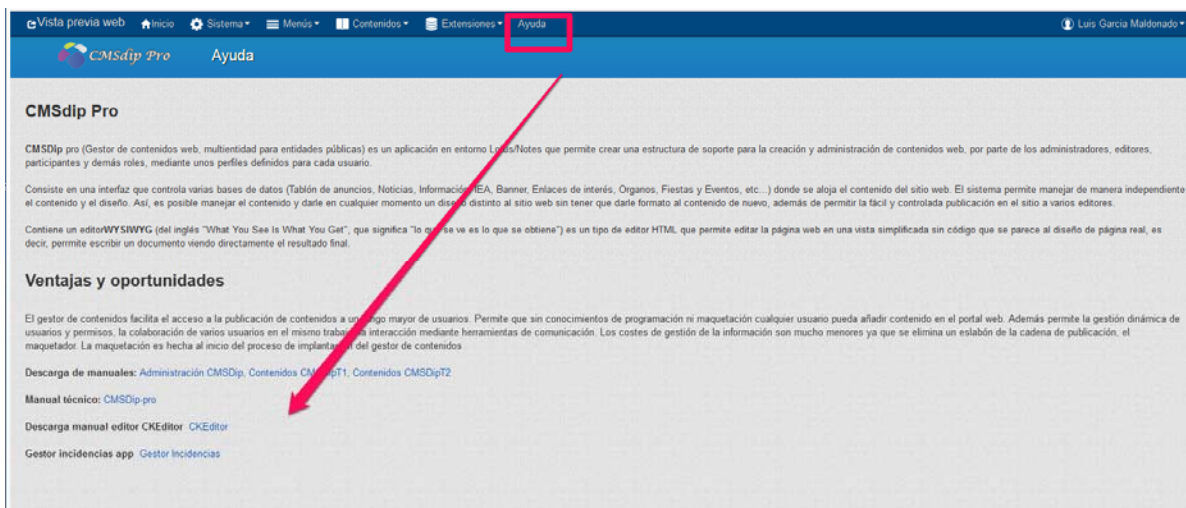 Vista previa web Inicio Sistema Menús Contenidos Extensiones Ayuda Luis Garcia Maldonado
CMSdip Pro Ayuda
CMSdip Pro
CMSDIp pro (Gestor de contenidos web, multientidad para entidades públicas) es un aplicación en entorno Lotus/Notes que permite crear una estructura de soporte para la creación y administración de contenidos web, por parte de los administradores, editores,
participantes y demás roles, mediante unos perfiles definidos para cada usuario.
Consiste en una interfaz que controla varias bases de datos (Tablón de anuncios, Noticias, Información IEA, Banner, Enlaces de interés, Organos, Fiestas y Eventos, etc...) donde se aloja el contenido del sitio web. El sistema permite manejar de manera independiente
el contenido y el diseño. Así, es posible manejar el contenido y darle en cualquier momento un diseño distinto al sitio web sin tener que darle formato al contenido de nuevo, además de permitir la fácil y controlada publicación en el sitio a varios editores.
Contiene un editorWYSIWYG (del inglés "What You See Is What You Get", que significa "lo que se ve es lo que se obtiene") es un tipo de editor HTML que permite editar la página web en una vista simplificada sin código que se parece al diseño de página real, es
decir, permite escribir un documento viendo directamente el resultado final.
Ventajas y oportunidades
El gestor de contenidos facilita el acceso a la publicación de contenidos a un rango mayor de usuarios. Permite que sin conocimientos de programación ni maquetación cualquier usuario pueda añadir contenido en el portal web. Además permite la gestión dinámica de
usuarios y permisos, la colaboración de varios usuarios en el mismo trabajo, la interacción mediante herramientas de comunicación. Los costes de gestión de la información son mucho menores ya que se elimina un eslabón de la cadena de publicación, el
maquetador. La maquetación es hecha al inicio del proceso de implantación del gestor de contenidos
Descarga de manuales: Administración CMSDip, Contenidos CMSDipT1, Contenidos CMSDipT2
Manual técnico: CMSDip-pro
Descarga manual editor CKEditor CKEditor
Gestor incidencias app Gestor Incidencias